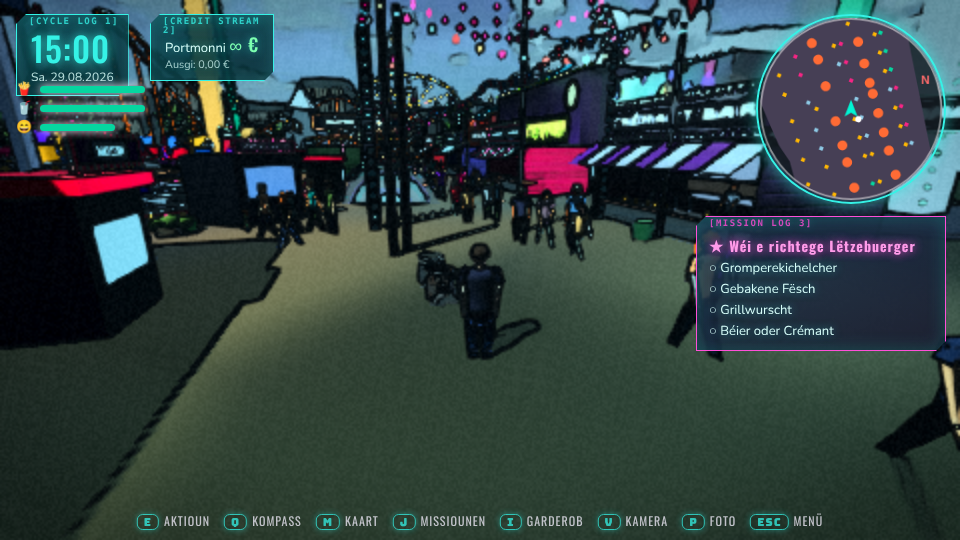 [CYCLE LOG 1]
15:00
Sa. 29.08.2026
[CREDIT STREAM 2]
Portmonni ∞ €
Ausgi: 0,00 €
N
[MISSION LOG 3]
★ Wéi e richtege Lëtzebuerger
○ Gromperekichelcher
○ Gebakene Fësch
○ Grillwurscht
○ Béier oder Crémant
E AKTIOUN Q KOMPASS M KAART J MISSIOUNEN I GARDEROB V KAMERA P FOTO ESC MENÜ